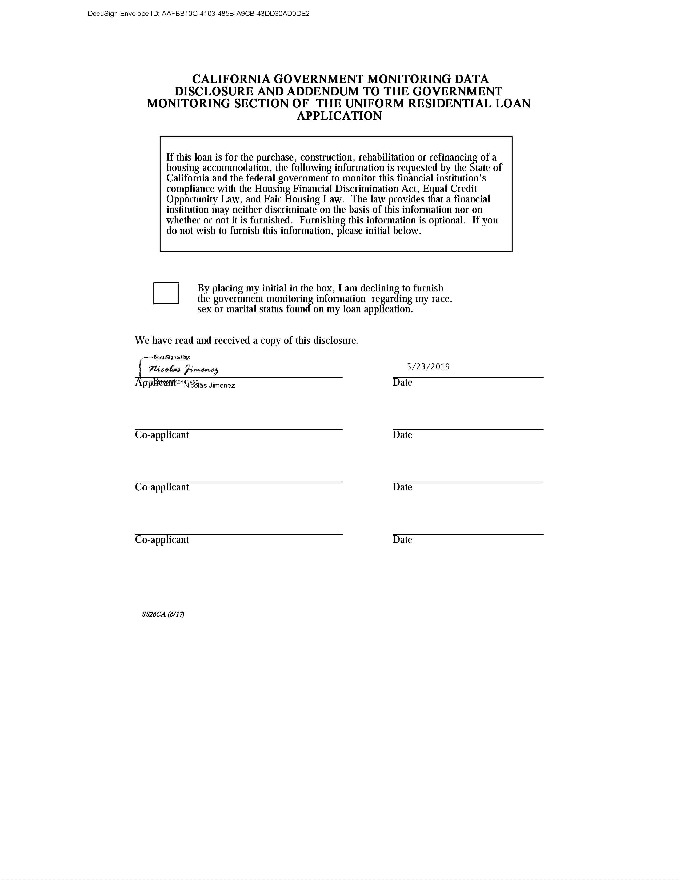 DocuSign Envelope ID:
CALIFORNIA GOVERNMENT MONITORING DATA
DISCLOSURE AND ADDENDUM TO THE GOVERNMENT
MONITORING SECTION OF THE UNIFORM RESIDENTIAL LOAN
APPLICATION
If this loan is for the purchase, construction, rehabilitation or refinancing of a
housing accommodation, the following information is requested by the State of
California and the federal government to monitor this financial institution's
compliance with the Housing Financial Discrimination Act, Equal Credit
Opportunity Law, and Fair Housing Law. The law provides that a financial
institution may neither discriminate on the basis of this information nor on
whether or not it is furnished. Furnishing this information is optional. If you
do not wish to furnish this information, please initial below.
By placing my initial in the box, I am declining to furnish
the government monitoring information regarding my race,
sex or marital status found on my loan application.
We have read and received a copy of this disclosure.
Nicolas Jimenez
Applicant Nicolas Jimenez
Date
Co-applicant Date
Co-applicant Date
Co-applicant Date